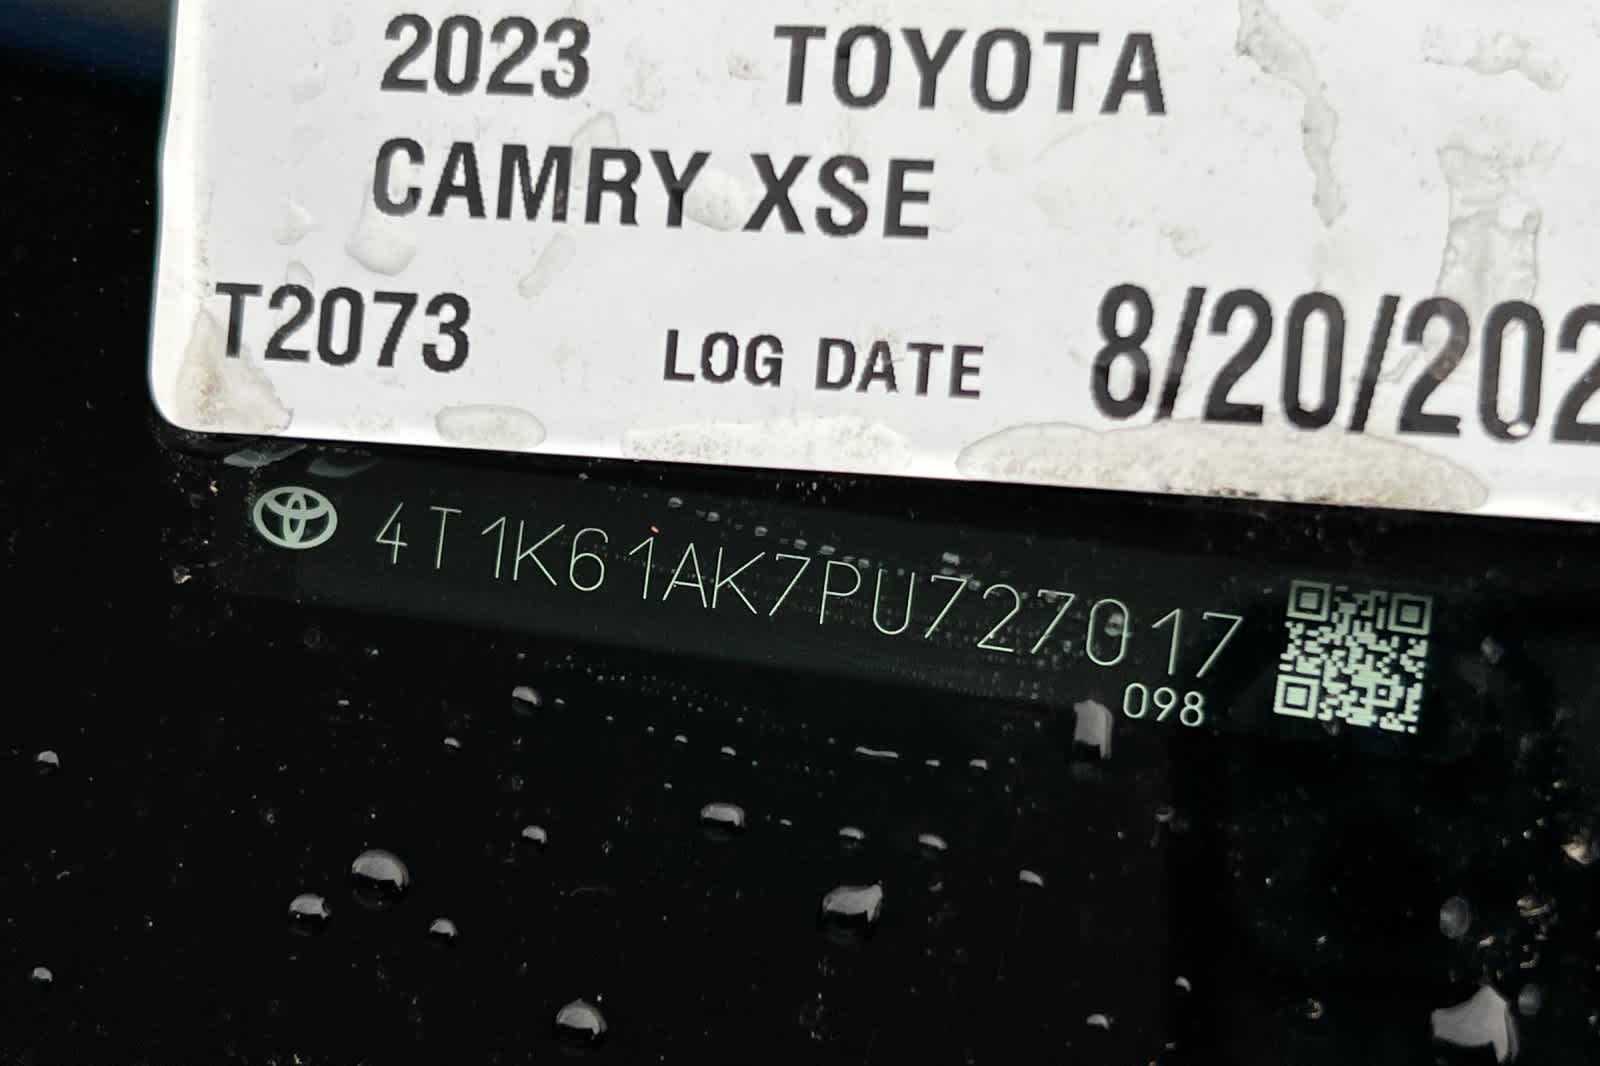 2023 TOYOTA
CAMRY XSE
T2073 LOG DATE 8/20/202
4T1K61AK7PU727017
098